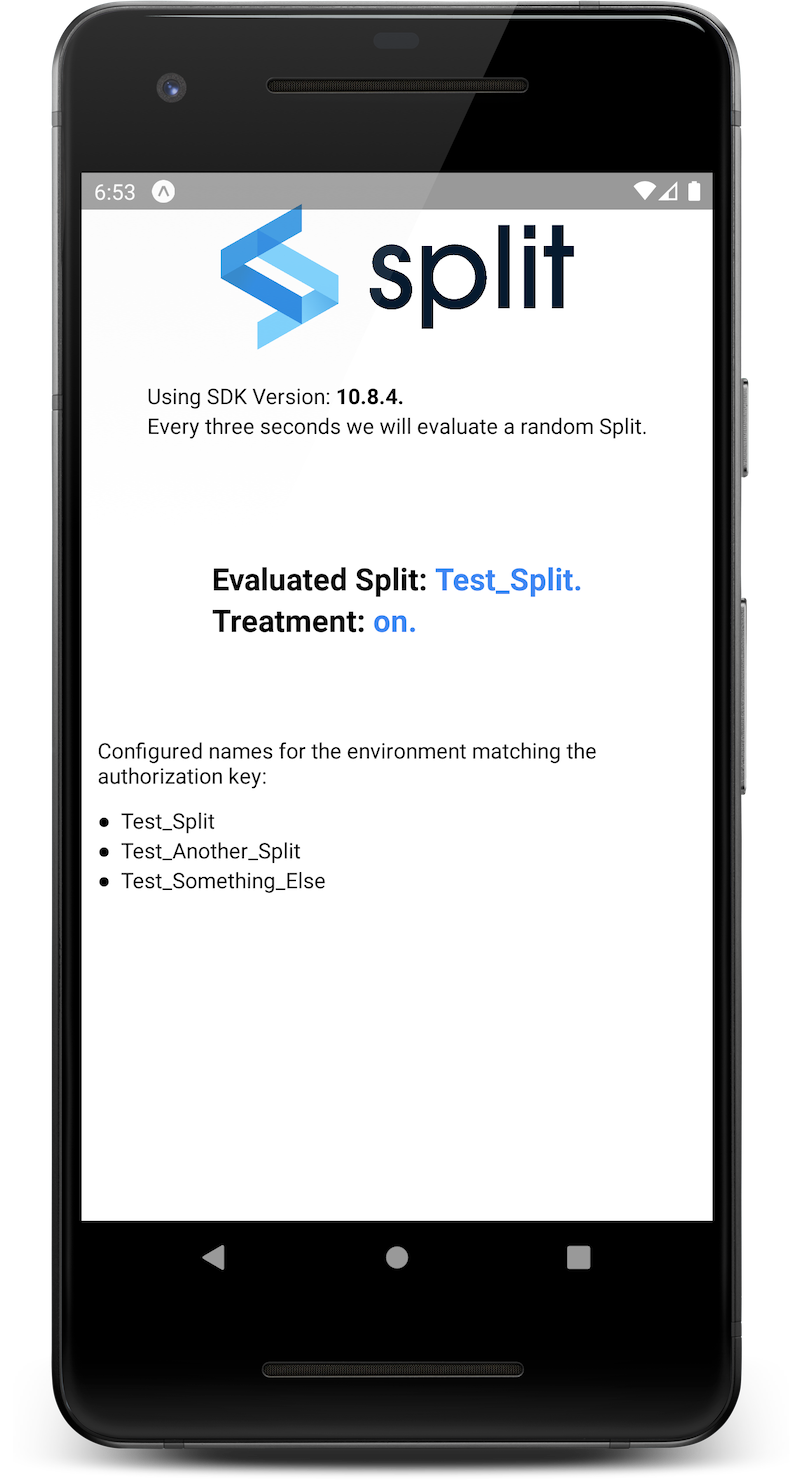 6:53
split
Using SDK Version: 10.8.4.
Every three seconds we will evaluate a random Split.
Evaluated Split: Test_Split.
Treatment: on.
Configured names for the environment matching the
authorization key:
Test_Split
Test_Another_Split
Test_Something_Else